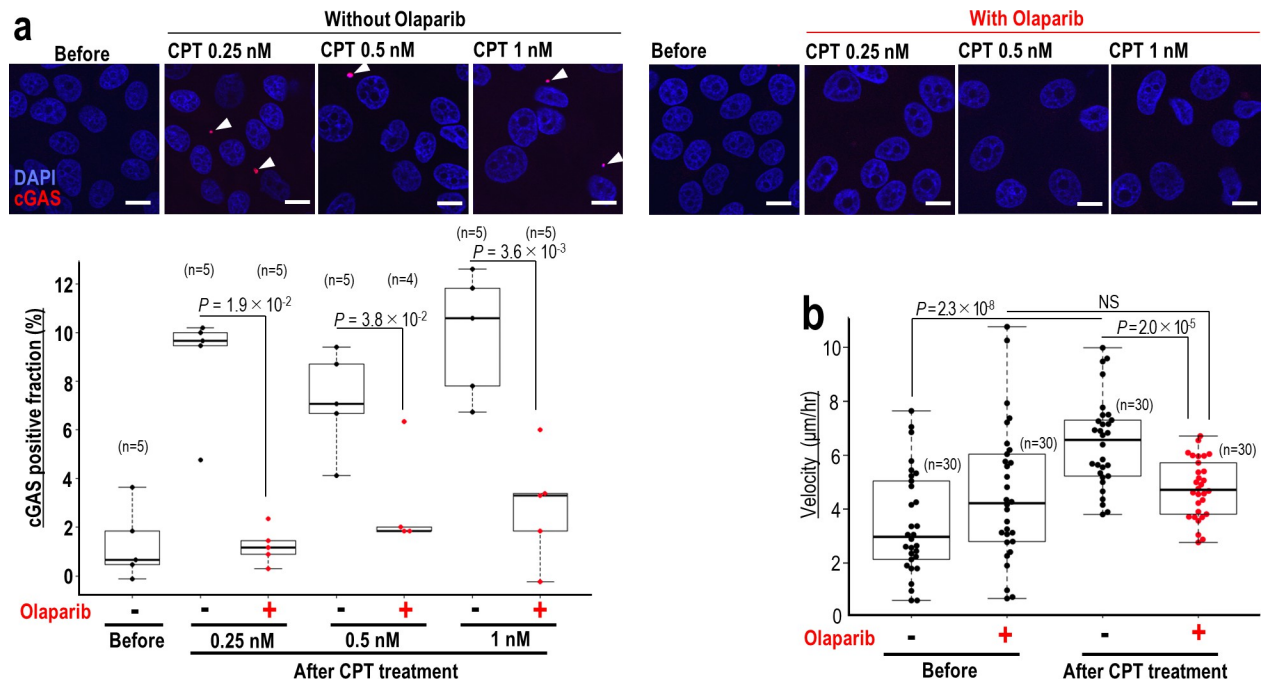 a
Without Olaparib
With Olaparib
Before
CPT 0.25 nM
CPT 0.5 nM
CPT 1 nM
Before
CPT 0.25 nM
CPT 0.5 nM
CPT 1 nM
DAPI
cGAS
cGAS positive fraction (%)
12
10
8
6
4
2
0
(n=5)
(n=5)
(n=5)
(n=5)
(n=4)
(n=5)
(n=5)
P = 1.9 × 10-2
P = 3.8 × 10-2
P = 3.6 × 10-3
Olaparib - - + - + - +
Before 0.25 nM 0.5 nM 1 nM
After CPT treatment
b
Velocity (μm/hr)
10
8
6
4
2
0
P = 2.3 × 10-8
NS
P = 2.0 × 10-5
(n=30)
(n=30)
(n=30)
(n=30)
Olaparib - + - +
Before After CPT treatment